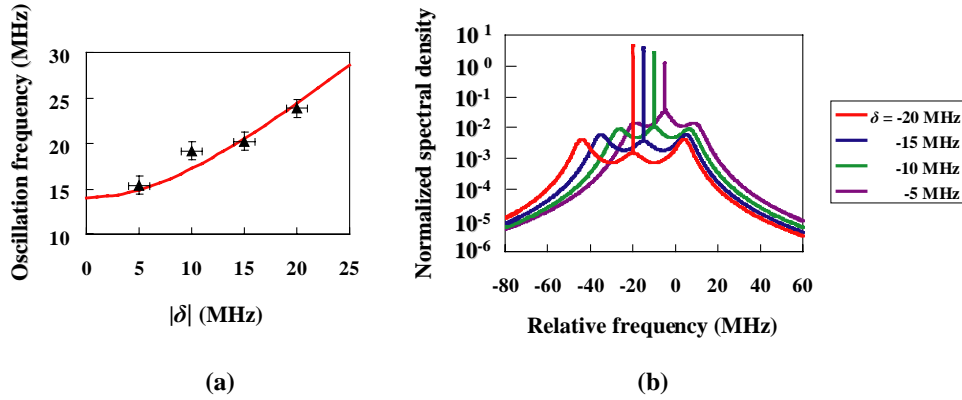 Oscillation frequency (MHz)
30
20
15
10
0 5 10 15 20 25
|δ| (MHz)
(a)
Normalized spectral density
10 1
10 0
10 -1
10 -2
10 -3
10 -4
10 -5
10 -6
-80 -60 -40 -20 0 20 40 60
Relative frequency (MHz)
(b)
δ = -20 MHz
-15 MHz
-10 MHz
-5 MHz